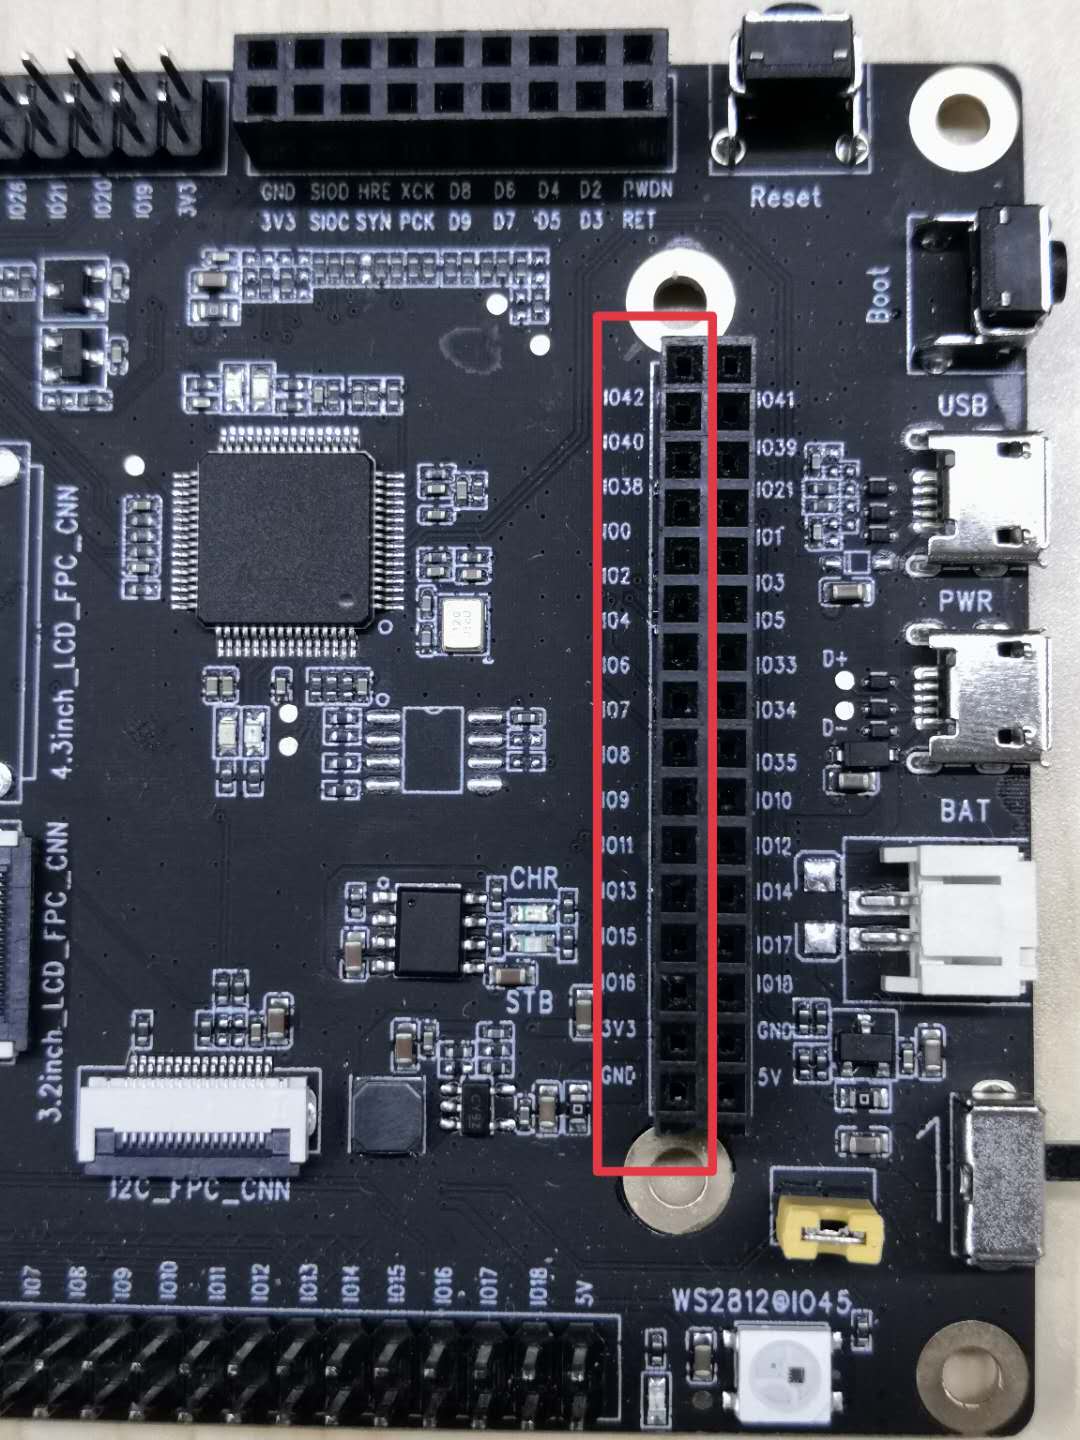 IO26 IO21 IO20 IO19 3V3
GND SIOD HRE XCK D8 D6 D4 D2 PWDN
3V3 SIOC SYN PCK D9 D7 D5 D3 RET
Reset
Boot
IO42 IO41
IO40 IO39
IO38 IO21
IO0 IO1
IO2 IO3
IO4 IO5
IO6 IO33
IO7 IO34
IO8 IO35
IO9 IO10
IO11 IO12
IO13 IO14
IO15 IO17
IO16 IO18
3V3 GND
GND 5V
USB
PWR
D+
D-
BAT
4.3inch_LCD_FPC_CNN
3.2inch_LCD_FPC_CNN
CHR
STB
I2C_FPC_CNN
IO7 IO8 IO9 IO10 IO11 IO12 IO13 IO14 IO15 IO16 IO17 IO18 5V
WS2812@IO45